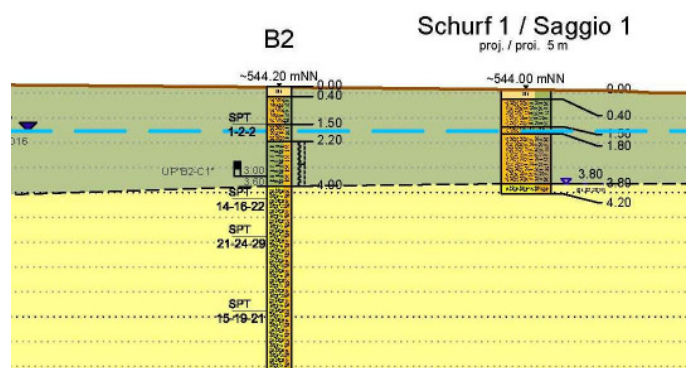 Schurf 1 / Saggio 1
B2
proj. / proi. 5 m
~544.20 mNN
~544.00 mNN
0.00
0.00
0.40
0.40
SPT
1.50
1-2-2
1.50
2.20
1.80
016
UP"B2-C1"
3.00
3.60
3.80
4.00
3.80
SPT
14-16-22
4.20
SPT
21-24-29
SPT
15-19-21